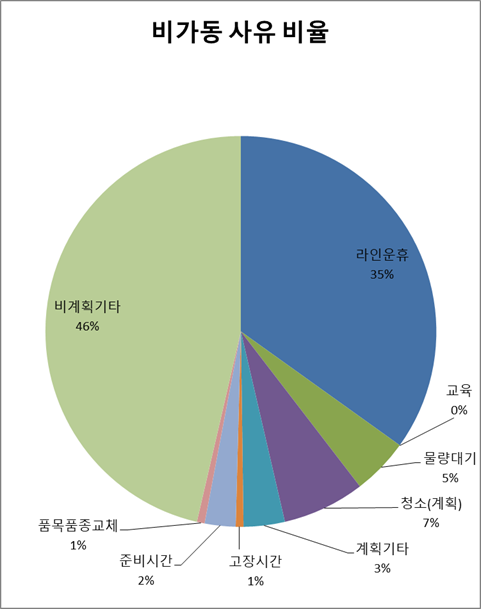 비가동 사유 비율
라인운휴
35%
교육
0%
물량대기
5%
청소(계획)
7%
계획기타
3%
고장시간
1%
준비시간
2%
품목품종교체
1%
비계획기타
46%